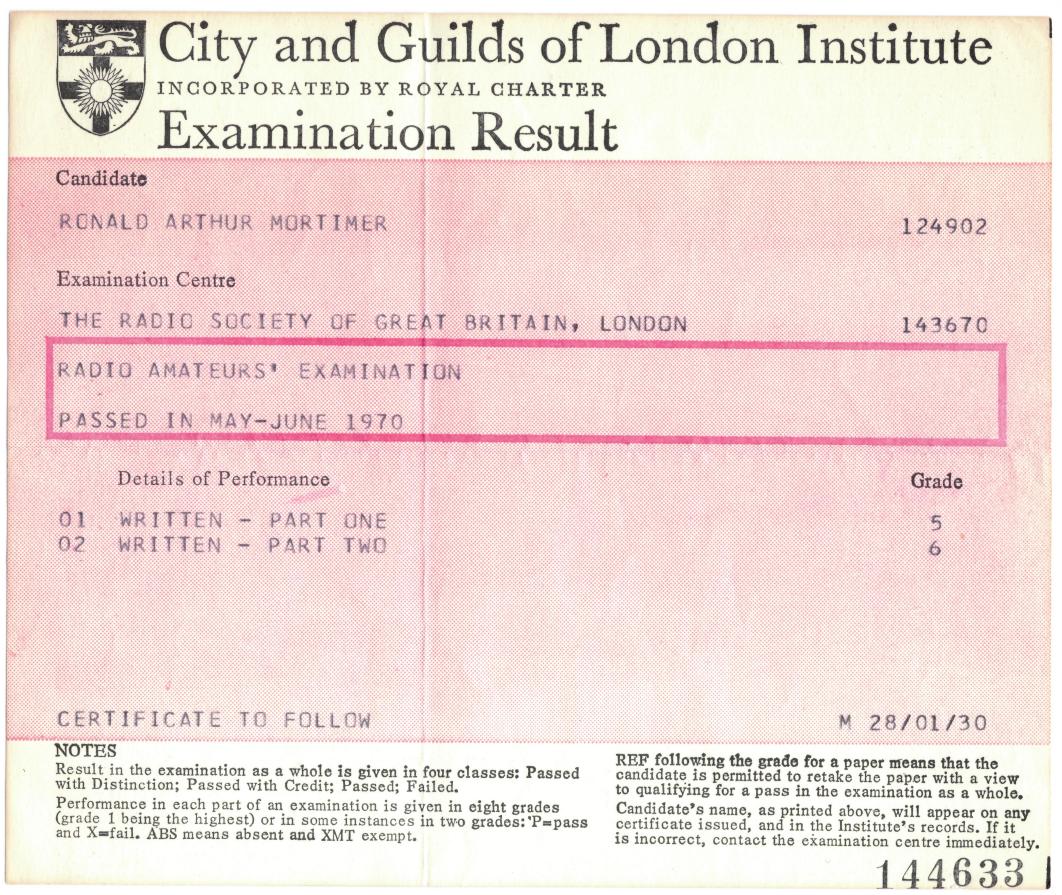 City and Guilds of London Institute
INCORPORATED BY ROYAL CHARTER
Examination Result
Candidate
RONALD ARTHUR MORTIMER 124902
Examination Centre
THE RADIO SOCIETY OF GREAT BRITAIN, LONDON 143670
RADIO AMATEURS' EXAMINATION
PASSED IN MAY-JUNE 1970
Details of Performance Grade
01 WRITTEN - PART ONE 5
02 WRITTEN - PART TWO 6
CERTIFICATE TO FOLLOW M 28/01/30
NOTES
Result in the examination as a whole is given in four classes: Passed
with Distinction; Passed with Credit; Passed; Failed.
Performance in each part of an examination is given in eight grades
(grade 1 being the highest) or in some instances in two grades: P=pass
and X=fail. ABS means absent and XMT exempt.
REF following the grade for a paper means that the
candidate is permitted to retake the paper with a view
to qualifying for a pass in the examination as a whole.
Candidate's name, as printed above, will appear on any
certificate issued, and in the Institute's records. If it
is incorrect, contact the examination centre immediately.
144633